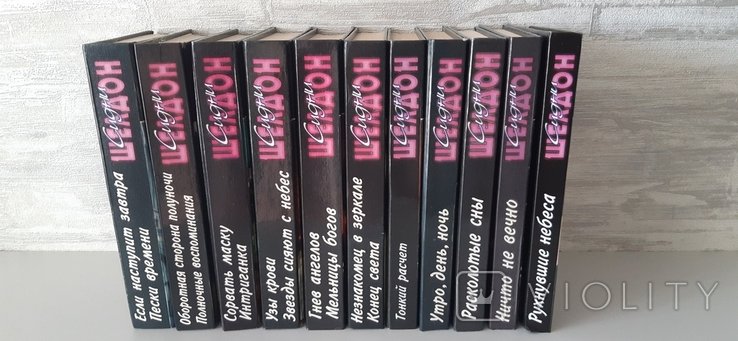 Сидни
ШЕЛДОН
Если наступит завтра
Пески времени
Сидни
ШЕЛДОН
Оборотная сторона полуночи
Полночные воспоминания
Сидни
ШЕЛДОН
Сорвать маску
Интриганка
Сидни
ШЕЛДОН
Узы крови
Звезды сияют с небес
Сидни
ШЕЛДОН
Гнев ангелов
Мельницы богов
Сидни
ШЕЛДОН
Незнакомец в зеркале
Конец света
Сидни
ШЕЛДОН
Тонкий расчет
Сидни
ШЕЛДОН
Утро, день, ночь
Сидни
ШЕЛДОН
Расколотые сны
Сидни
ШЕЛДОН
Ничто не вечно
Сидни
ШЕЛДОН
Рухнувшие небеса
VIOLITY